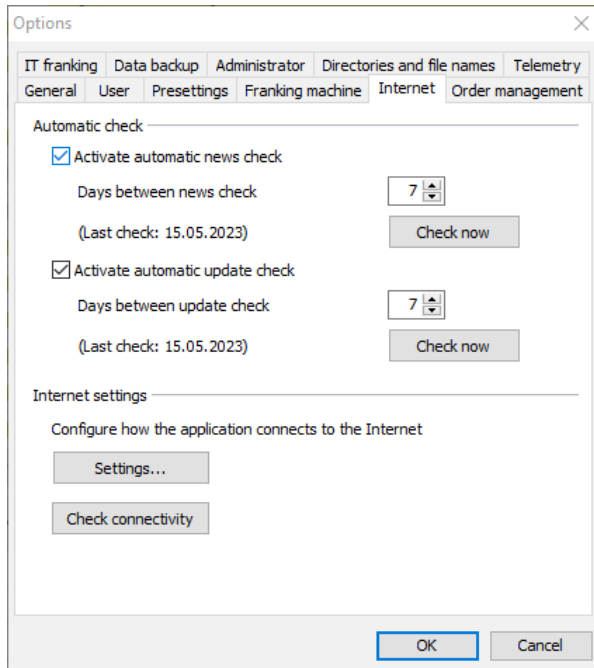 Options
IT franking Data backup Administrator Directories and file names Telemetry
General User Presettings Franking machine Internet Order management
Automatic check
Activate automatic news check
Days between news check 7
(Last check: 15.05.2023) Check now
Activate automatic update check
Days between update check 7
(Last check: 15.05.2023) Check now
Internet settings
Configure how the application connects to the Internet
Settings...
Check connectivity
OK Cancel